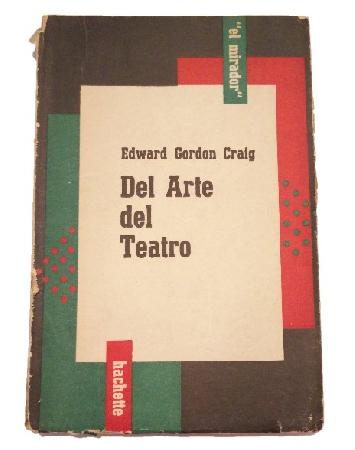 "el mirador"
Edward Gordon Craig
Del Arte
del
Teatro
hachette